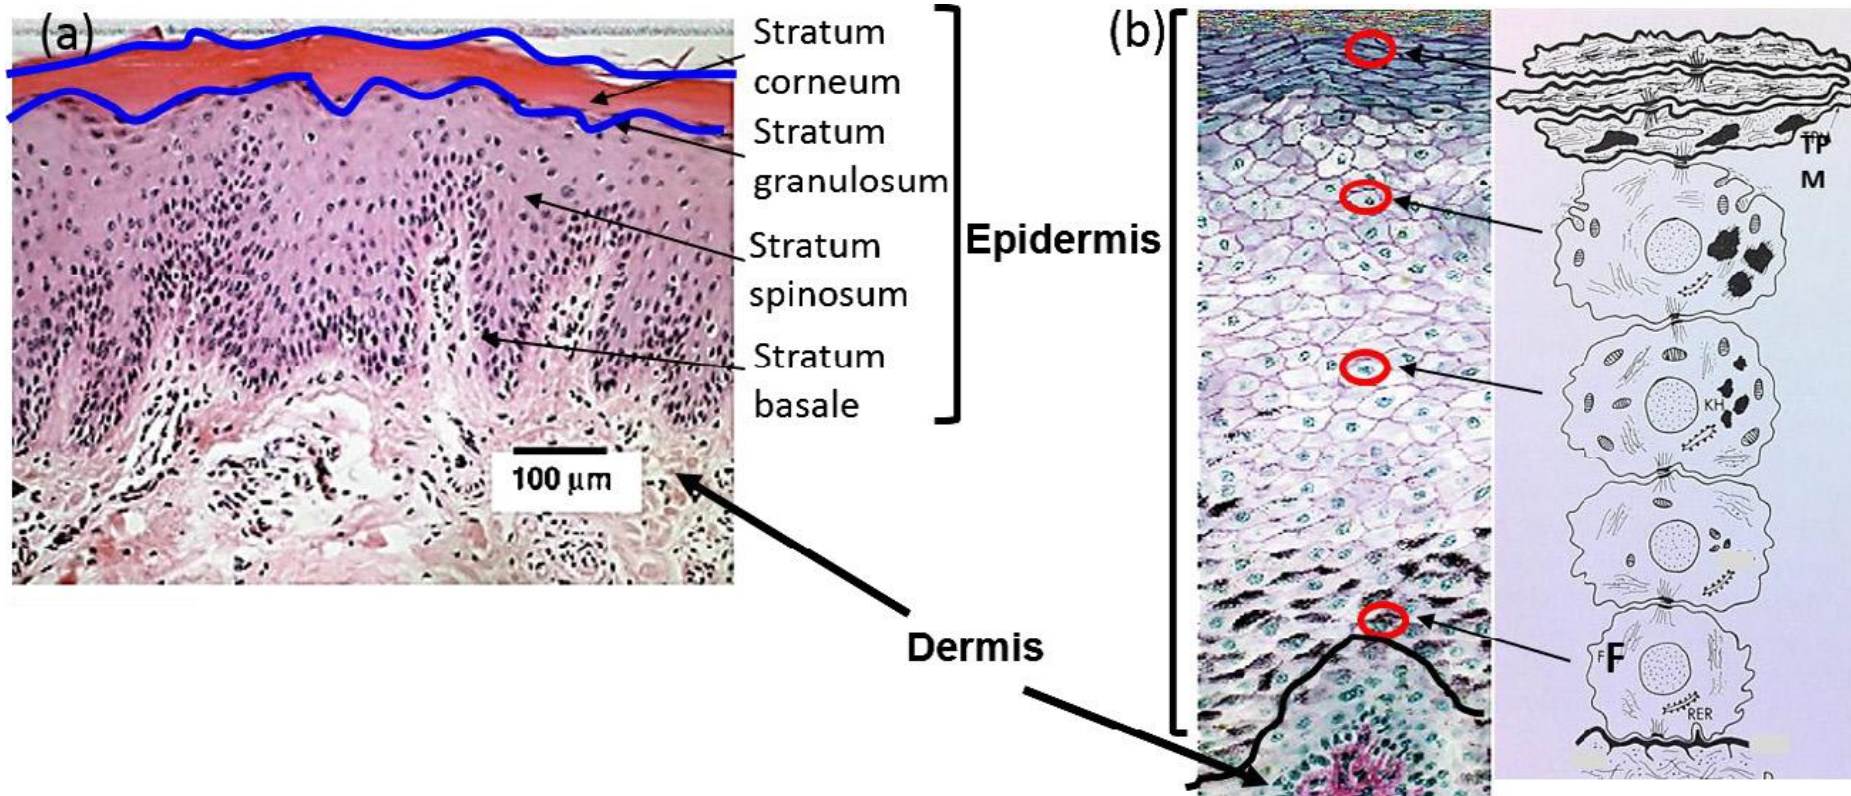 (a)
Stratum
corneum
Stratum
granulosum
Stratum
spinosum
Stratum
basale
Epidermis
100 µm
Dermis
(b)
TP
M
KH
F F
RER
D